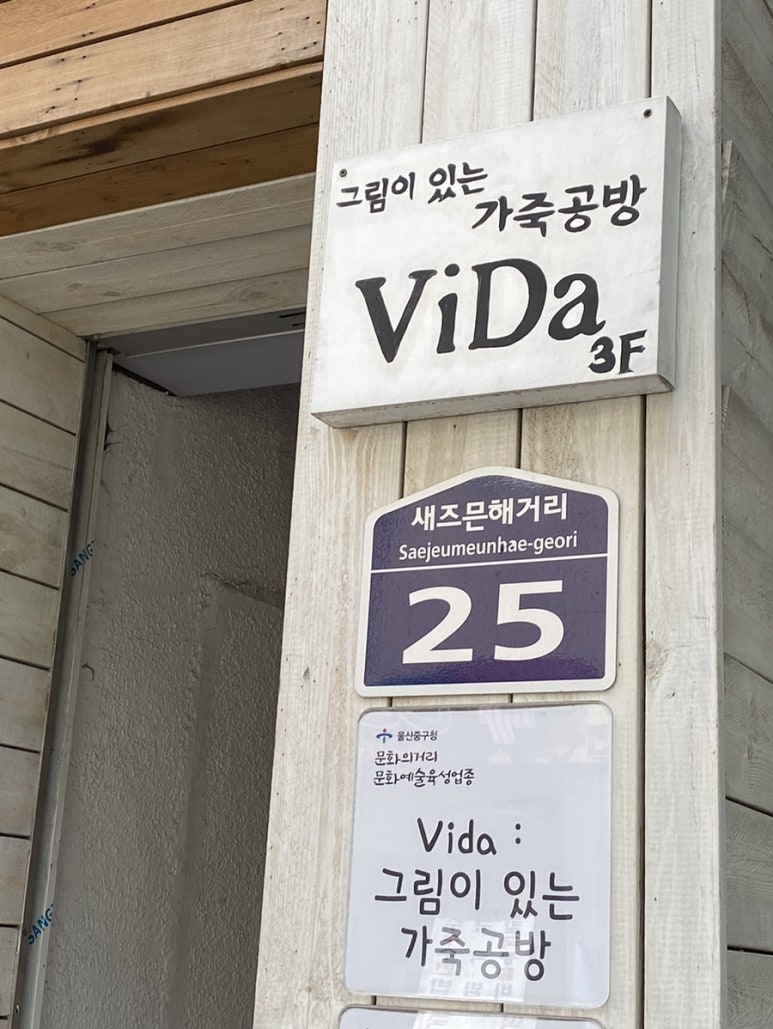 그림이 있는
가죽공방
ViDa
3F
새즈믄해거리
Saejeumeunhae-geori
25
울산중구청
문화의거리
문화예술육성업종
Vida :
그림이 있는
가죽공방
SANG
SANG